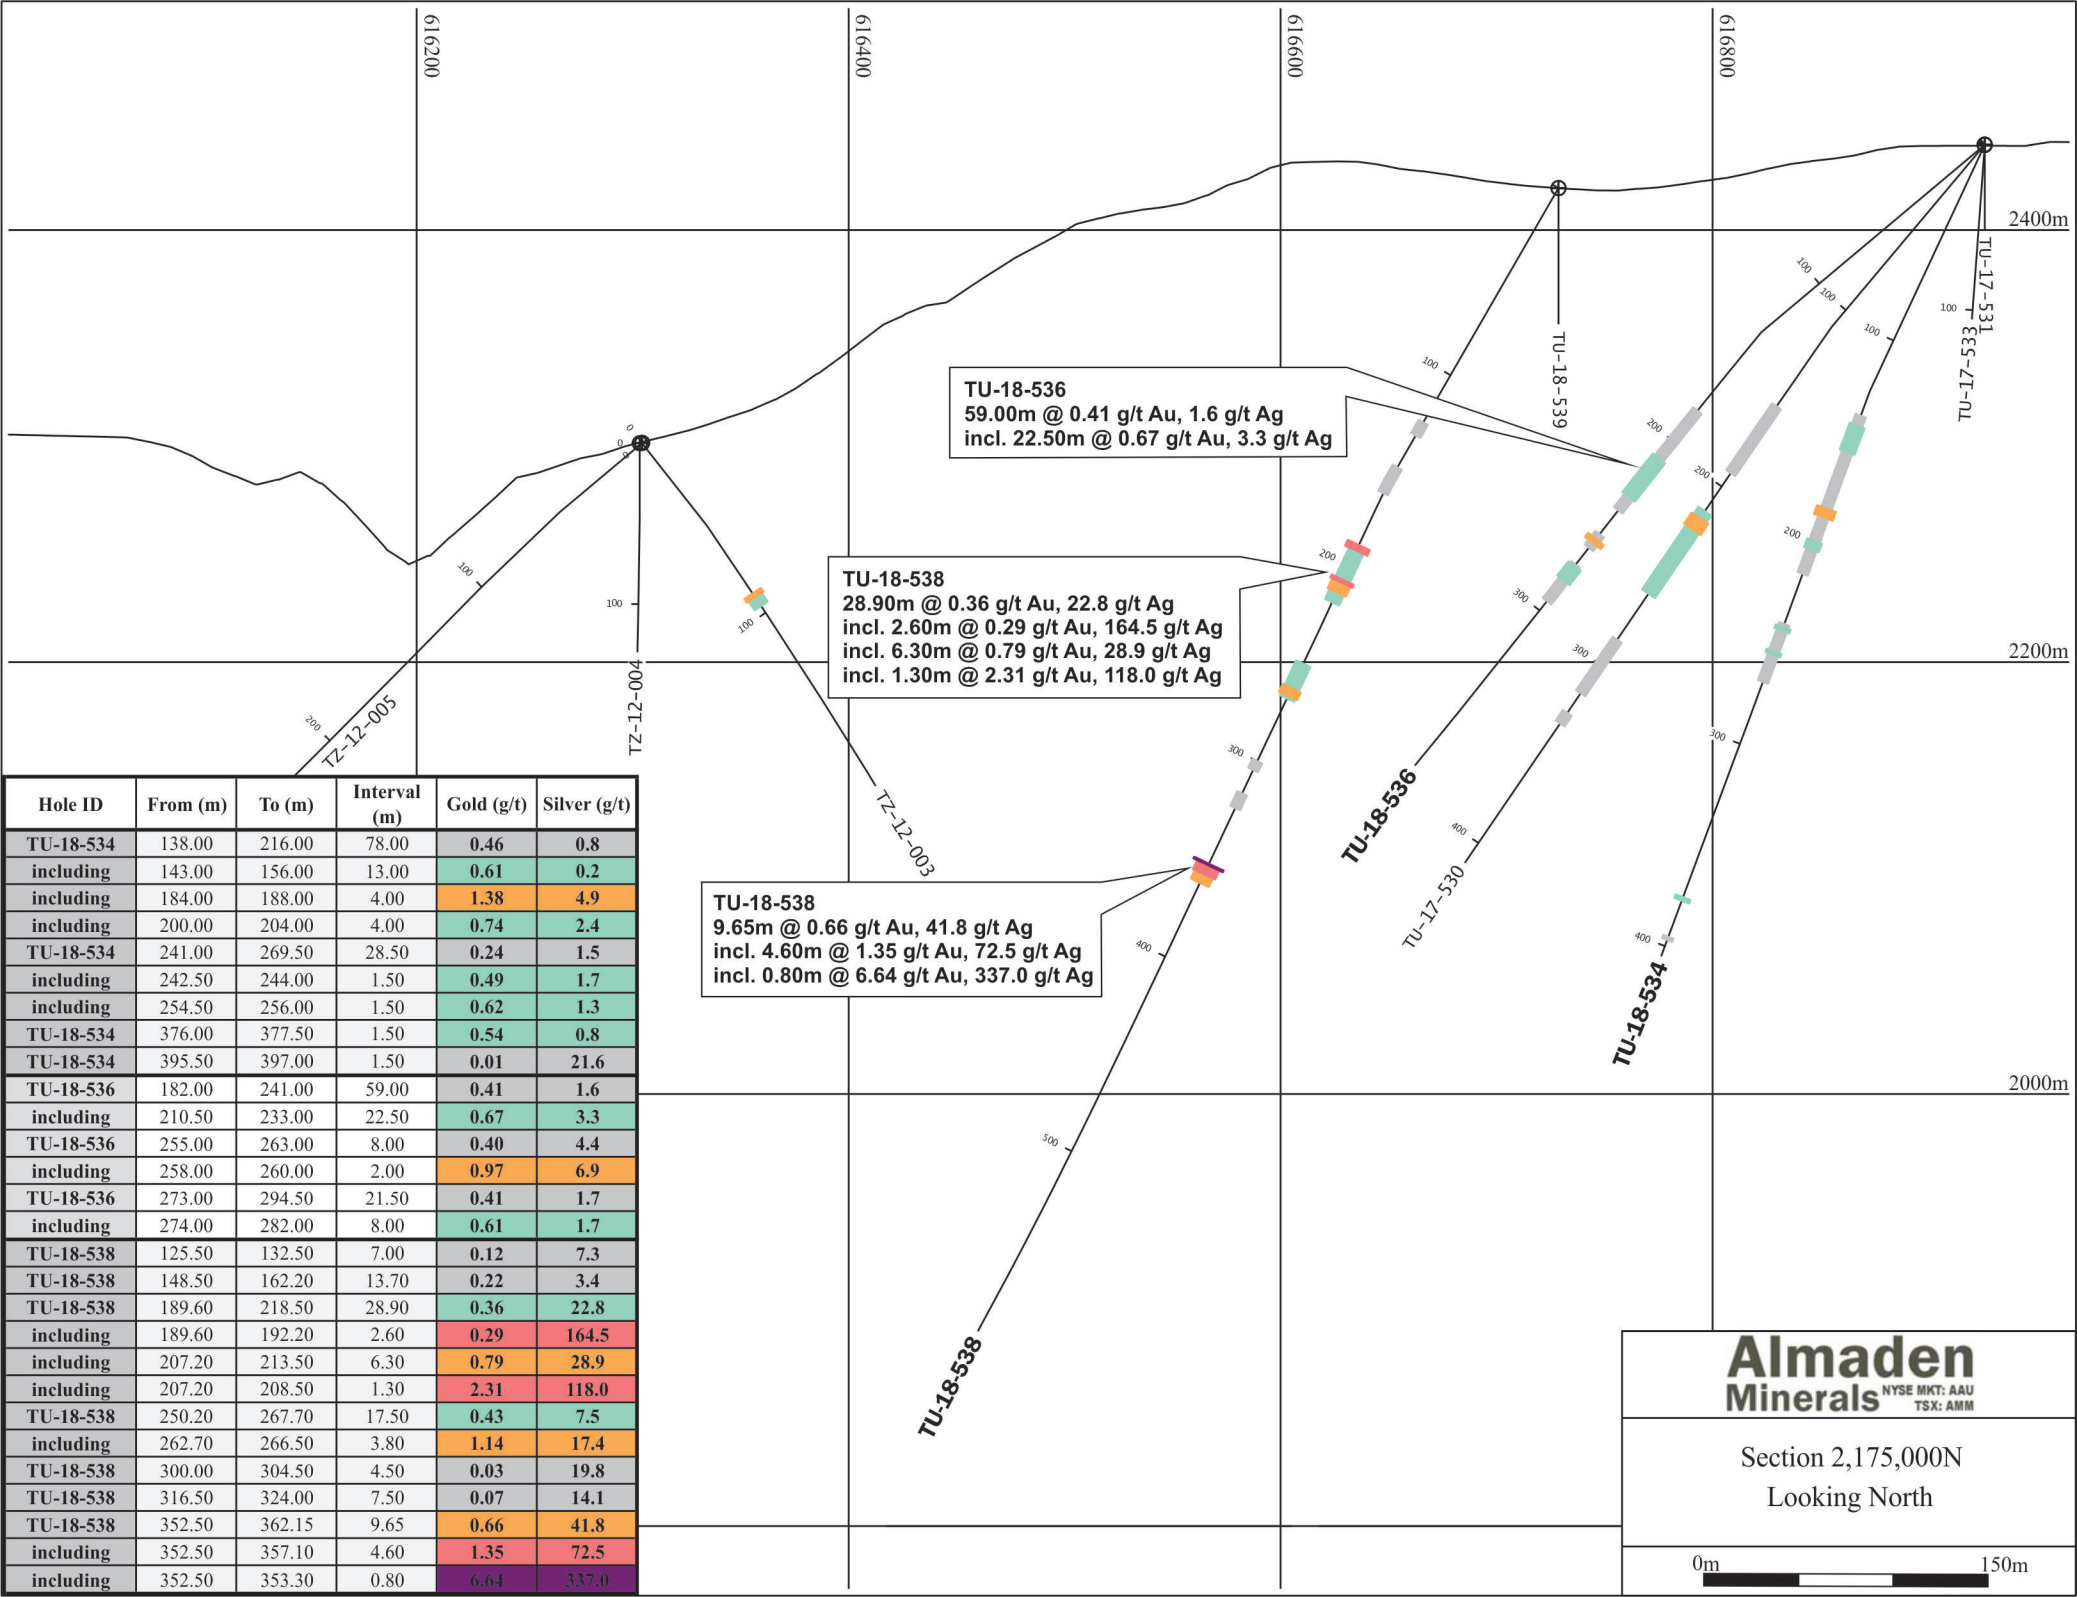 616200
616400
616600
616800
2400m
2200m
2000m
TU-17-531
TU-17-533
100
TU-18-539
100
100
100
100
200
200
200
200
300
300
300
300
400
400
400
500
0
0
0
100
200
TZ-12-005
100
TZ-12-004
100
TZ-12-003
TU-18-536
TU-17-530
TU-18-534
TU-18-538
TU-18-536
59.00m @ 0.41 g/t Au, 1.6 g/t Ag
incl. 22.50m @ 0.67 g/t Au, 3.3 g/t Ag
TU-18-538
28.90m @ 0.36 g/t Au, 22.8 g/t Ag
incl. 2.60m @ 0.29 g/t Au, 164.5 g/t Ag
incl. 6.30m @ 0.79 g/t Au, 28.9 g/t Ag
incl. 1.30m @ 2.31 g/t Au, 118.0 g/t Ag
TU-18-538
9.65m @ 0.66 g/t Au, 41.8 g/t Ag
incl. 4.60m @ 1.35 g/t Au, 72.5 g/t Ag
incl. 0.80m @ 6.64 g/t Au, 337.0 g/t Ag
Hole ID From (m) To (m) Interval (m) Gold (g/t) Silver (g/t)
TU-18-534 138.00 216.00 78.00 0.46 0.8
including 143.00 156.00 13.00 0.61 0.2
including 184.00 188.00 4.00 1.38 4.9
including 200.00 204.00 4.00 0.74 2.4
TU-18-534 241.00 269.50 28.50 0.24 1.5
including 242.50 244.00 1.50 0.49 1.7
including 254.50 256.00 1.50 0.62 1.3
TU-18-534 376.00 377.50 1.50 0.54 0.8
TU-18-534 395.50 397.00 1.50 0.01 21.6
TU-18-536 182.00 241.00 59.00 0.41 1.6
including 210.50 233.00 22.50 0.67 3.3
TU-18-536 255.00 263.00 8.00 0.40 4.4
including 258.00 260.00 2.00 0.97 6.9
TU-18-536 273.00 294.50 21.50 0.41 1.7
including 274.00 282.00 8.00 0.61 1.7
TU-18-538 125.50 132.50 7.00 0.12 7.3
TU-18-538 148.50 162.20 13.70 0.22 3.4
TU-18-538 189.60 218.50 28.90 0.36 22.8
including 189.60 192.20 2.60 0.29 164.5
including 207.20 213.50 6.30 0.79 28.9
including 207.20 208.50 1.30 2.31 118.0
TU-18-538 250.20 267.70 17.50 0.43 7.5
including 262.70 266.50 3.80 1.14 17.4
TU-18-538 300.00 304.50 4.50 0.03 19.8
TU-18-538 316.50 324.00 7.50 0.07 14.1
TU-18-538 352.50 362.15 9.65 0.66 41.8
including 352.50 357.10 4.60 1.35 72.5
including 352.50 353.30 0.80 6.64 337.0
Almaden
Minerals NYSE MKT: AAU
TSX: AMM
Section 2,175,000N
Looking North
0m 150m